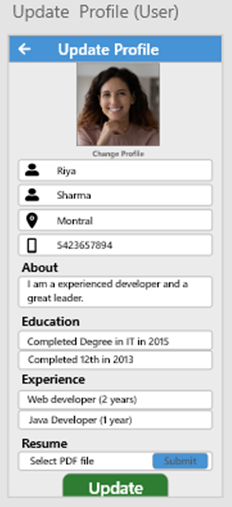 Update Profile (User)
Update Profile
Change Profile
Riya
Sharma
Montral
5423657894
About
I am a experienced developer and a
great leader.
Education
Completed Degree in IT in 2015
Completed 12th in 2013
Experience
Web developer (2 years)
Java Developer (1 year)
Resume
Select PDF file Submit
Update